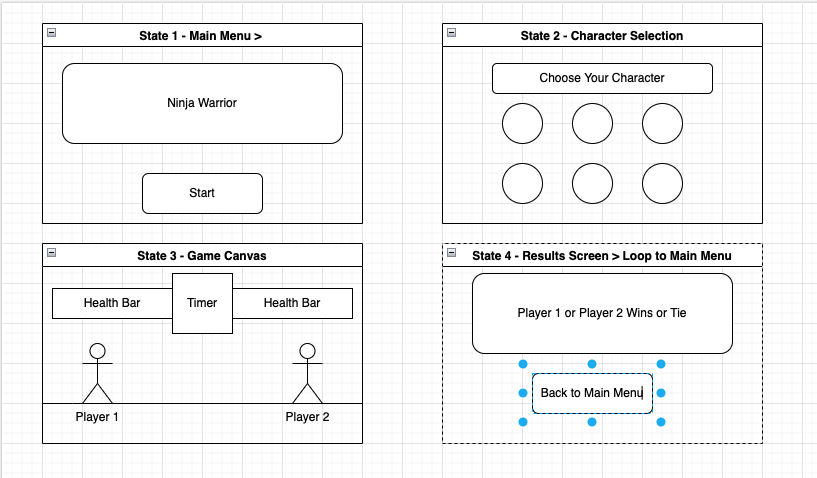 State 1 - Main Menu >
Ninja Warrior
Start
State 2 - Character Selection
Choose Your Character
State 3 - Game Canvas
Health Bar
Timer
Health Bar
Player 1
Player 2
State 4 - Results Screen > Loop to Main Menu
Player 1 or Player 2 Wins or Tie
Back to Main Menu